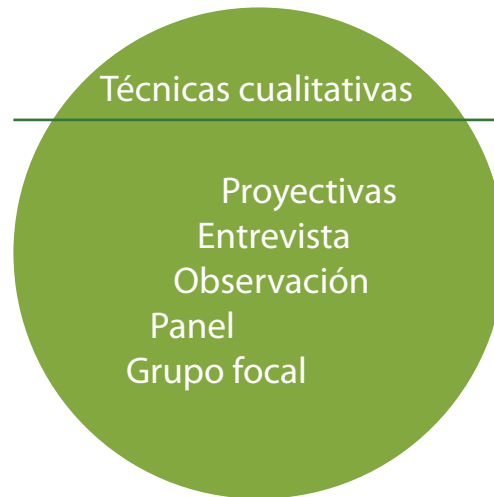 Técnicas cualitativas
Proyectivas
Entrevista
Observación
Panel
Grupo focal